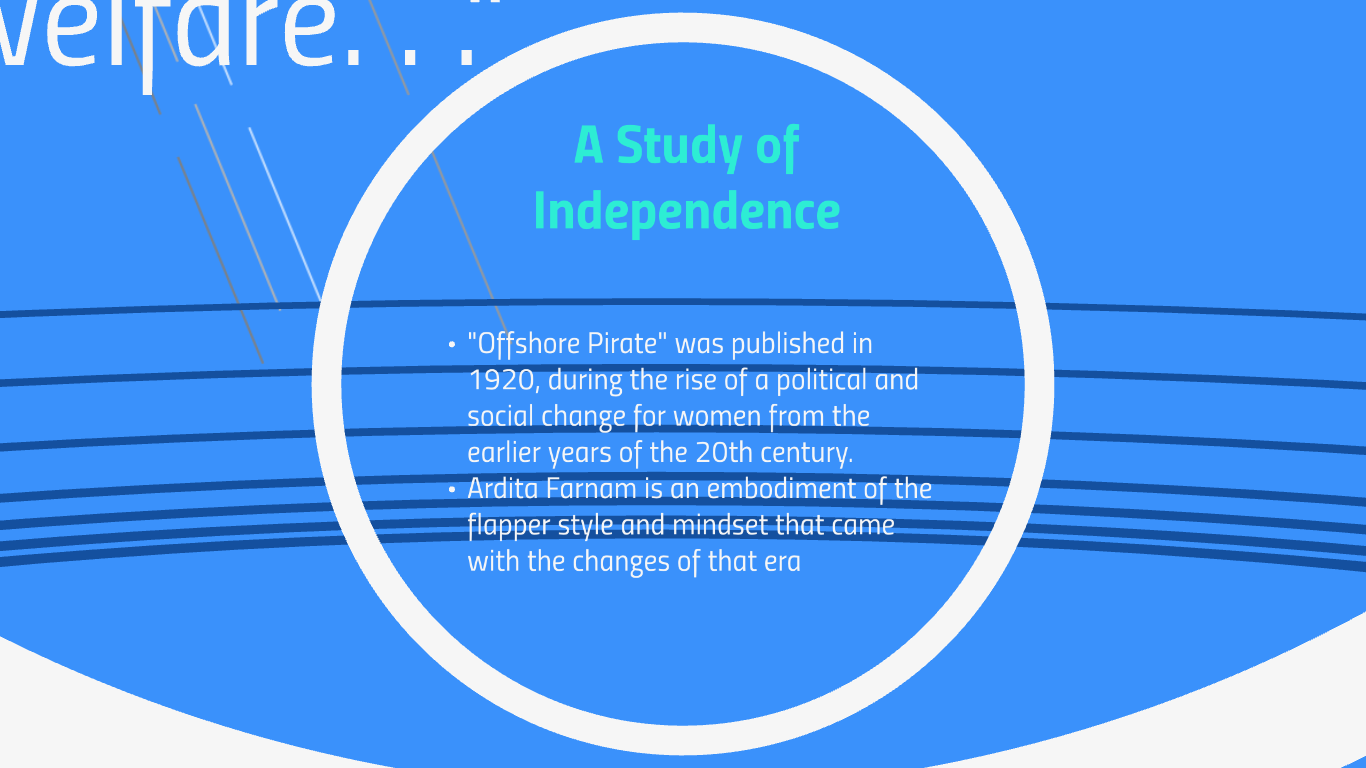 welfare. . ."
A Study of
Independence
• "Offshore Pirate" was published in
1920, during the rise of a political and
social change for women from the
earlier years of the 20th century.
• Ardita Farnam is an embodiment of the
flapper style and mindset that came
with the changes of that era